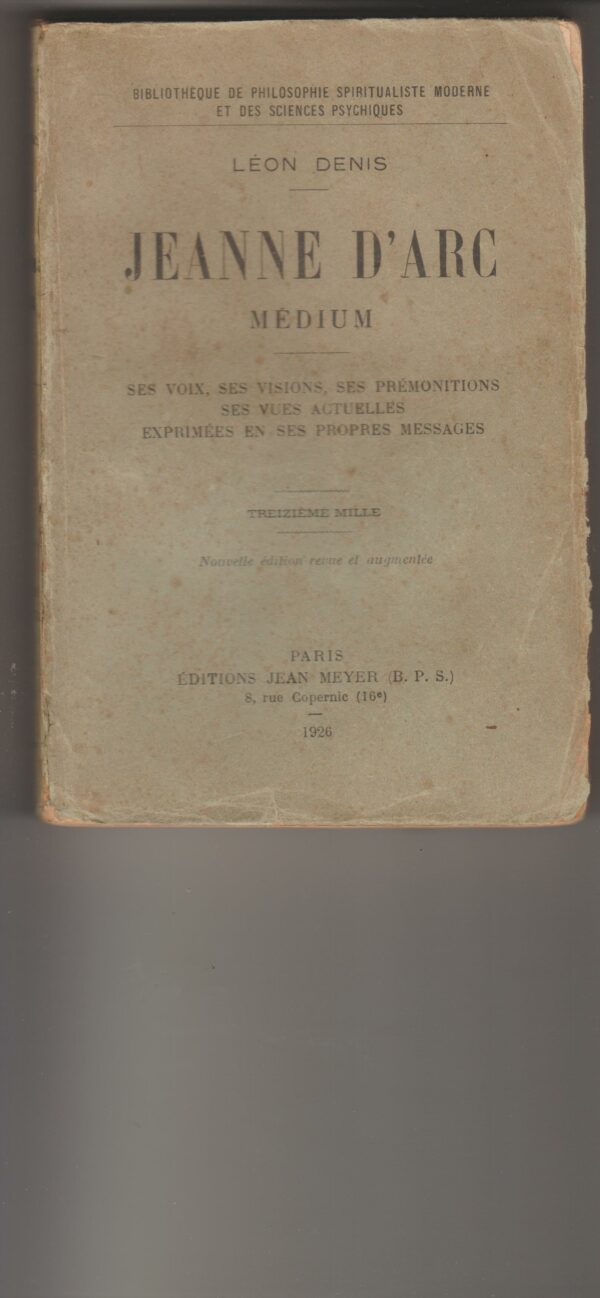 BIBLIOTHÈQUE DE PHILOSOPHIE SPIRITUALISTE MODERNE
ET DES SCIENCES PSYCHIQUES
LÉON DENIS
JEANNE D'ARC
MÉDIUM
SES VOIX, SES VISIONS, SES PRÉMONITIONS
SES VUES ACTUELLES
EXPRIMÉES EN SES PROPRES MESSAGES
TREIZIÈME MILLE
Nouvelle édition revue et augmentée
PARIS
ÉDITIONS JEAN MEYER (B. P. S.)
8, rue Copernic (16e)
1926